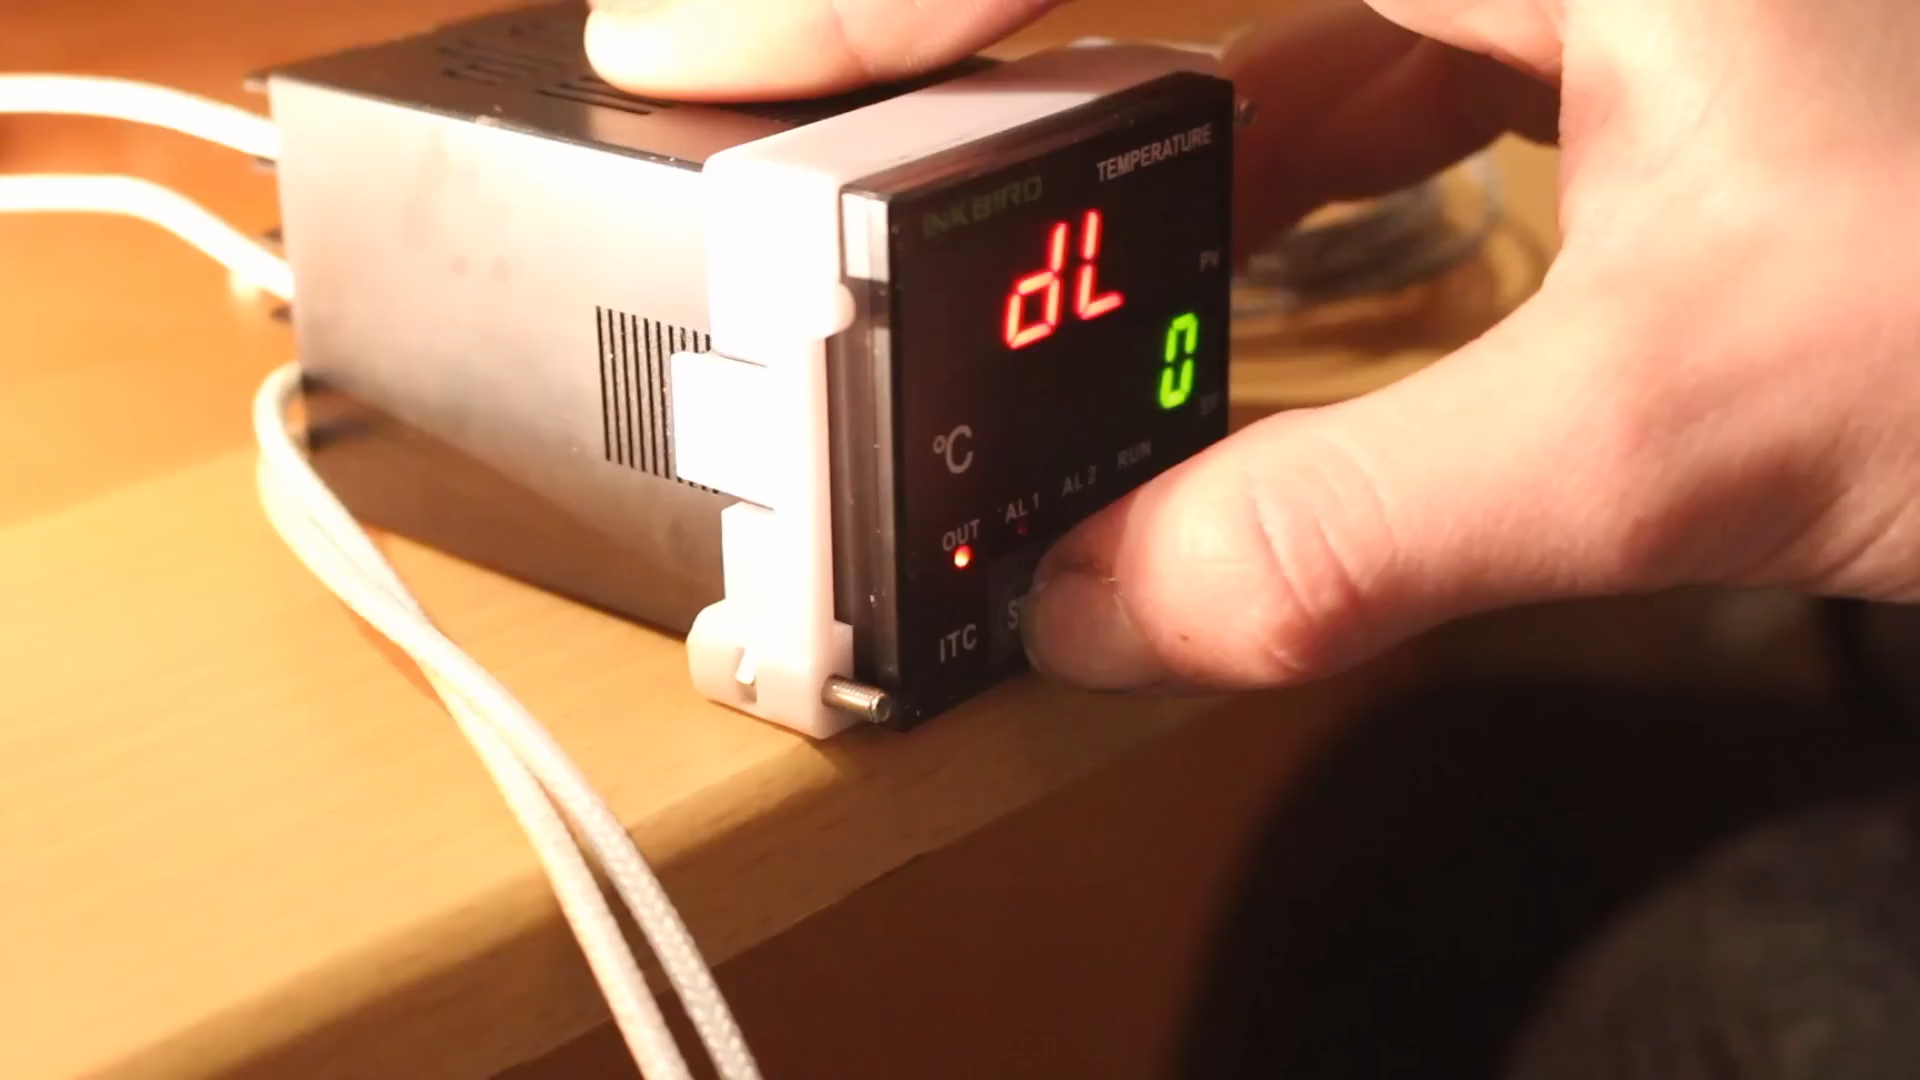 INKBIRD
TEMPERATURE
dL
PV
0
°C
OUT AL1 AL2 RUN
ITC